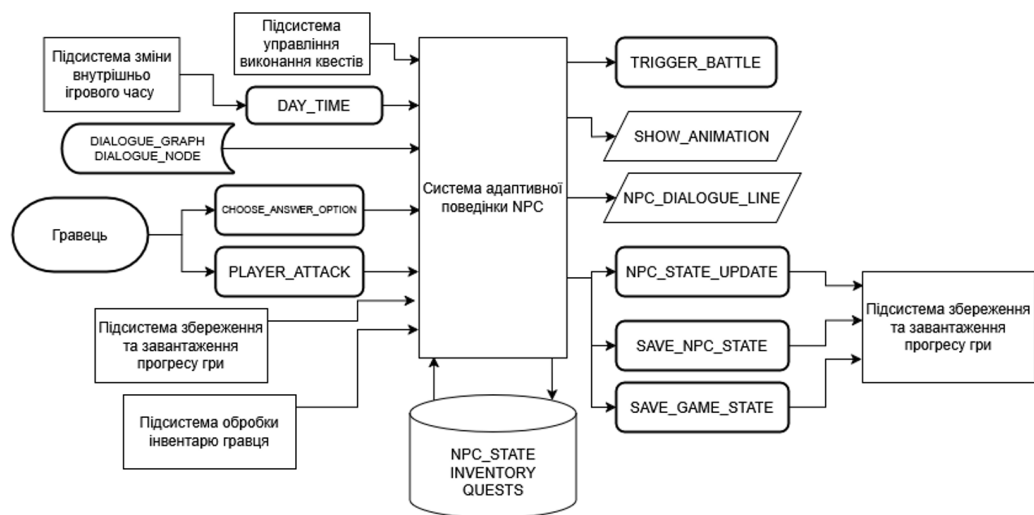 Підсистема зміни
внутрішньо
ігрового часу
Підсистема
управління
виконання квестів
DAY_TIME
DIALOGUE_GRAPH
DIALOGUE_NODE
Гравець
CHOOSE_ANSWER_OPTION
PLAYER_ATTACK
Підсистема збереження
та завантаження
прогресу гри
Підсистема обробки
інвентарю гравця
Система адаптивної
поведінки NPC
NPC_STATE
INVENTORY
QUESTS
TRIGGER_BATTLE
SHOW_ANIMATION
NPC_DIALOGUE_LINE
NPC_STATE_UPDATE
SAVE_NPC_STATE
SAVE_GAME_STATE
Підсистема збереження
та завантаження
прогресу гри